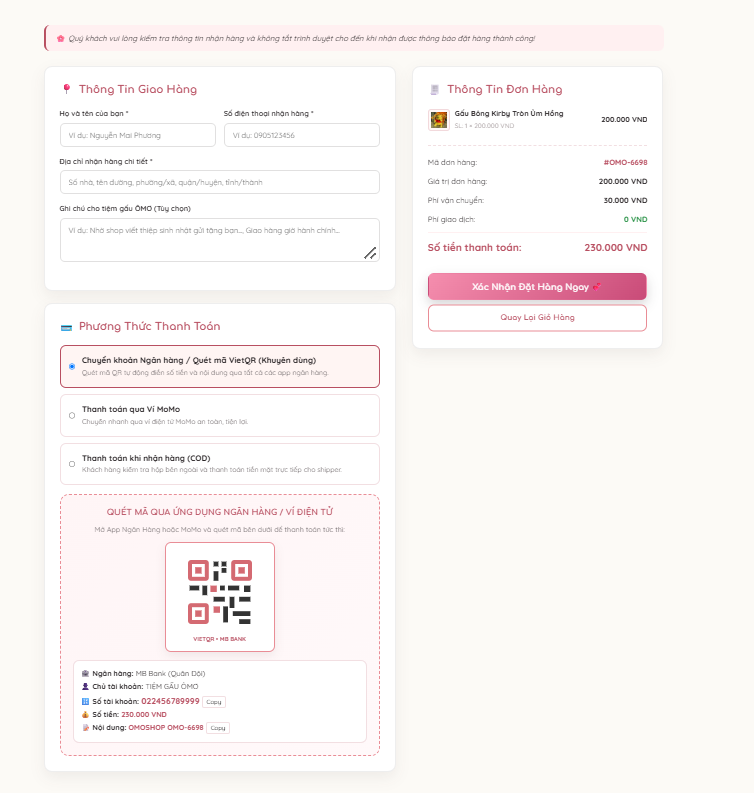 Quý khách vui lòng kiểm tra thông tin nhận hàng và không tắt trình duyệt cho đến khi nhận được thông báo đặt hàng thành công!
Thông Tin Giao Hàng
Họ và tên của bạn *
Số điện thoại nhận hàng *
Ví dụ: Nguyễn Mai Phương
Ví dụ: 0905123456
Địa chỉ nhận hàng chi tiết *
Số nhà, tên đường, phường/xã, quận/huyện, tỉnh/thành
Ghi chú cho tiệm gấu ÔMO (Tùy chọn)
Ví dụ: Nhờ shop viết thiệp sinh nhật gửi tặng bạn..., Giao hàng giờ hành chính...
Phương Thức Thanh Toán
Chuyển khoản Ngân hàng / Quét mã VietQR (Khuyên dùng)
Quét mã QR tự động điền số tiền và nội dung qua tất cả các app ngân hàng.
Thanh toán qua Ví MoMo
Chuyển nhanh qua ví điện tử MoMo an toàn, tiện lợi.
Thanh toán khi nhận hàng (COD)
Khách hàng kiểm tra hộp bên ngoài và thanh toán tiền mặt trực tiếp cho shipper.
QUÉT MÃ QUA ỨNG DỤNG NGÂN HÀNG / VÍ ĐIỆN TỬ
Mở App Ngân Hàng hoặc MoMo và quét mã bên dưới để thanh toán tức thì:
VIETQR • MB BANK
Ngân hàng: MB Bank (Quân Đội)
Chủ tài khoản: TIỆM GẤU ÔMO
Số tài khoản: 022456789999 Copy
Số tiền: 230.000 VND
Nội dung: OMOSHOP OMO-6698 Copy
Thông Tin Đơn Hàng
Gấu Bông Kirby Tròn Ủm Hồng
200.000 VND
SL: 1 × 200.000 VND
Mã đơn hàng: #OMO-6698
Giá trị đơn hàng: 200.000 VND
Phí vận chuyển: 30.000 VND
Phí giao dịch: 0 VND
Số tiền thanh toán: 230.000 VND
Xác Nhận Đặt Hàng Ngay
Quay Lại Giỏ Hàng